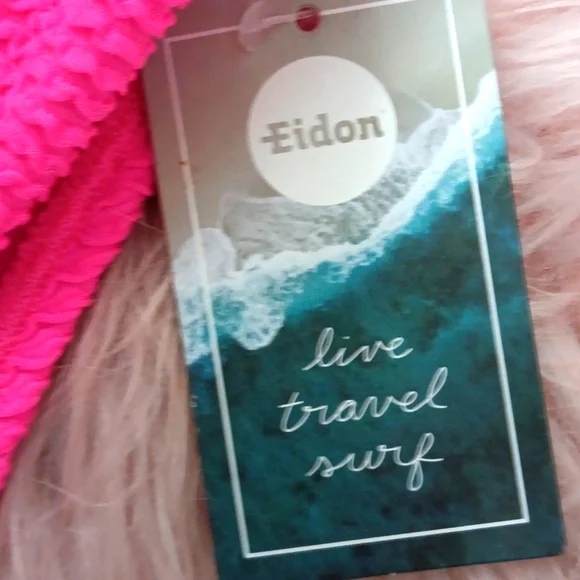 Eidon
live
travel
surf